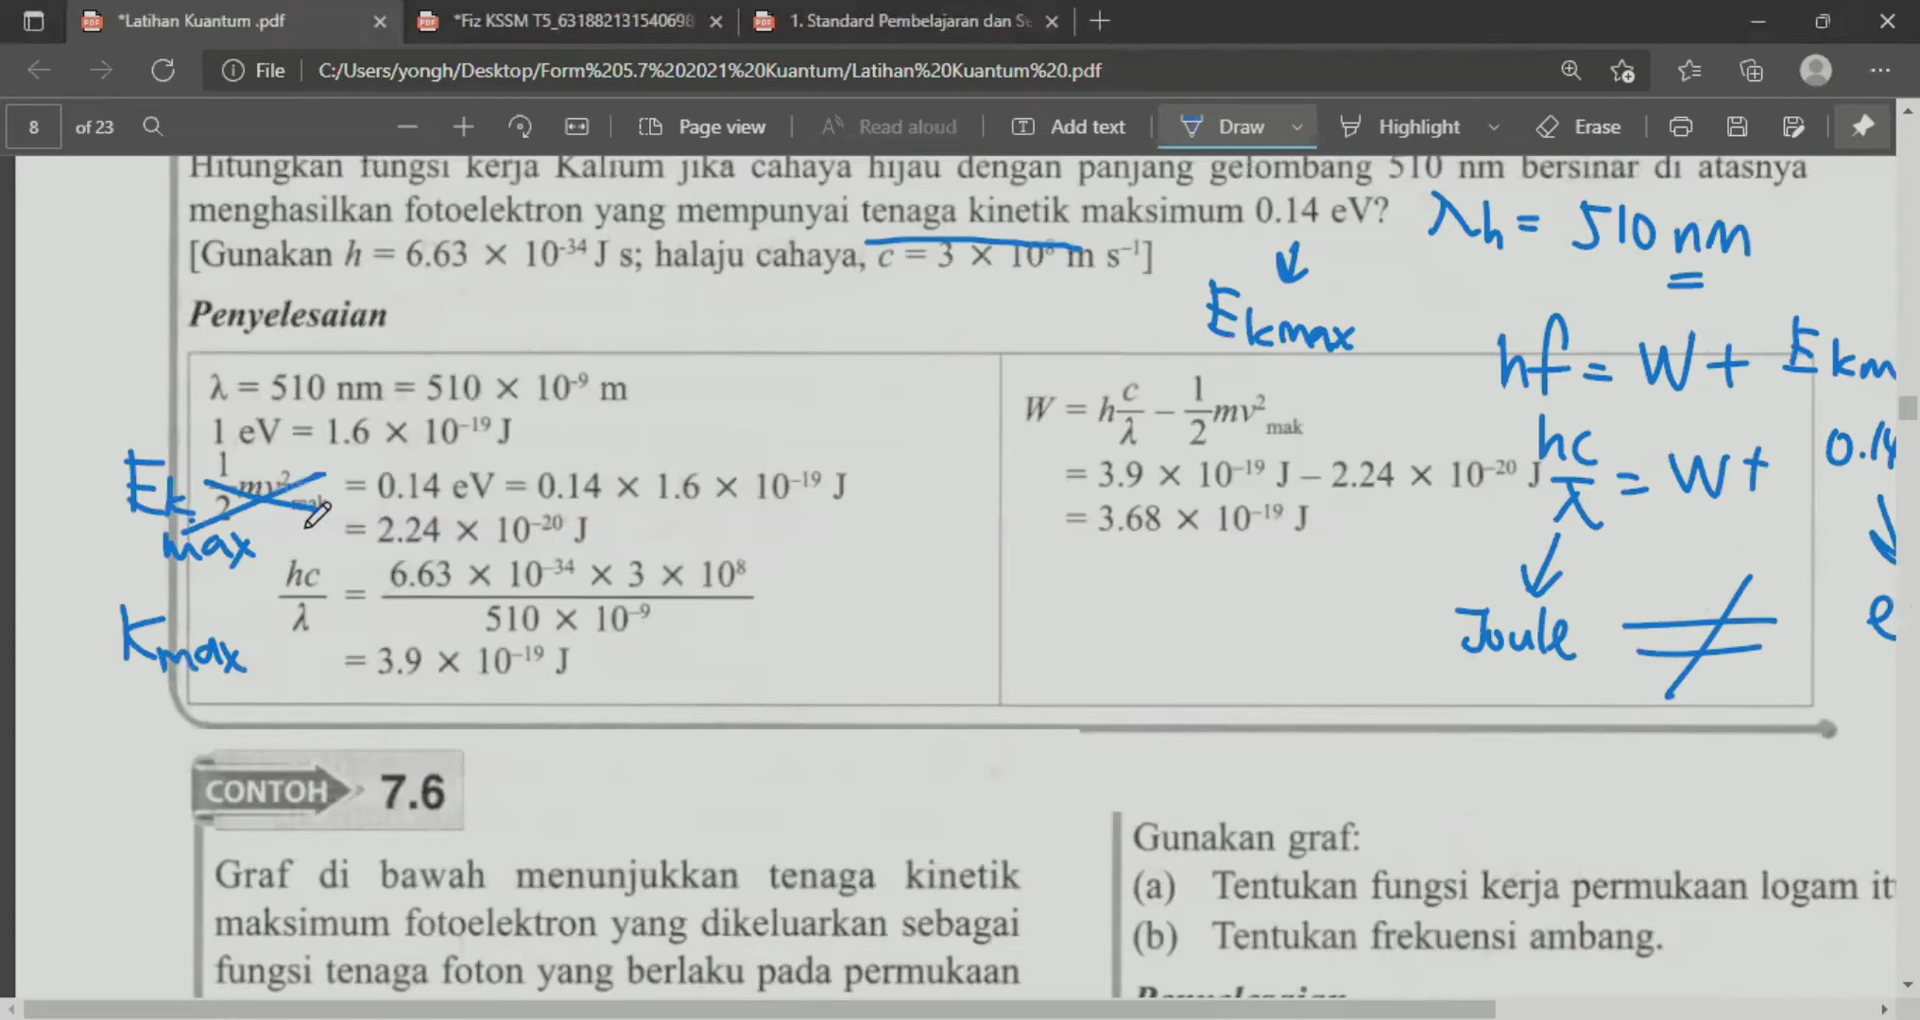 *Latihan Kuantum .pdf
*Fiz KSSM T5_631882131540698
1. Standard Pembelajaran dan Se
File
C:/Users/yongh/Desktop/Form%205.7%202021%20Kuantum/Latihan%20Kuantum%20.pdf
8 of 23
Page view
Read aloud
Add text
Draw
Highlight
Erase
Hitungkan fungsi kerja Kalium jika cahaya hijau dengan panjang gelombang 510 nm bersinar di atasnya
menghasilkan fotoelektron yang mempunyai tenaga kinetik maksimum 0.14 eV?
[Gunakan h = 6.63 × 10⁻³⁴ J s; halaju cahaya, c = 3 × 10⁸ m s⁻¹]
λh = 510 nm
Ekmax
Penyelesaian
hf = W + Ekm
hc/λ = W + 0.14
Joule ≠ e
λ = 510 nm = 510 × 10⁻⁹ m
1 eV = 1.6 × 10⁻¹⁹ J
Ek max
1/2 mv² mak = 0.14 eV = 0.14 × 1.6 × 10⁻¹⁹ J
= 2.24 × 10⁻²⁰ J
Kmax
hc/λ = 6.63 × 10⁻³⁴ × 3 × 10⁸ / 510 × 10⁻⁹
= 3.9 × 10⁻¹⁹ J
W = h c/λ − 1/2 mv² mak
= 3.9 × 10⁻¹⁹ J − 2.24 × 10⁻²⁰ J
= 3.68 × 10⁻¹⁹ J
CONTOH 7.6
Graf di bawah menunjukkan tenaga kinetik
maksimum fotoelektron yang dikeluarkan sebagai
fungsi tenaga foton yang berlaku pada permukaan
Gunakan graf:
(a) Tentukan fungsi kerja permukaan logam it
(b) Tentukan frekuensi ambang.